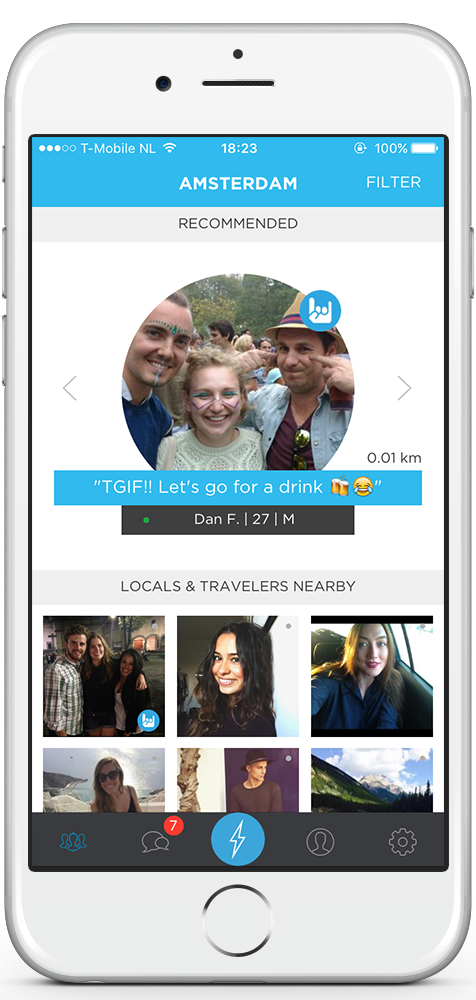 T-Mobile NL 18:23 100%
AMSTERDAM FILTER
RECOMMENDED
0.01 km
"TGIF!! Let's go for a drink 🍻😂"
Dan F. | 27 | M
LOCALS & TRAVELERS NEARBY
7